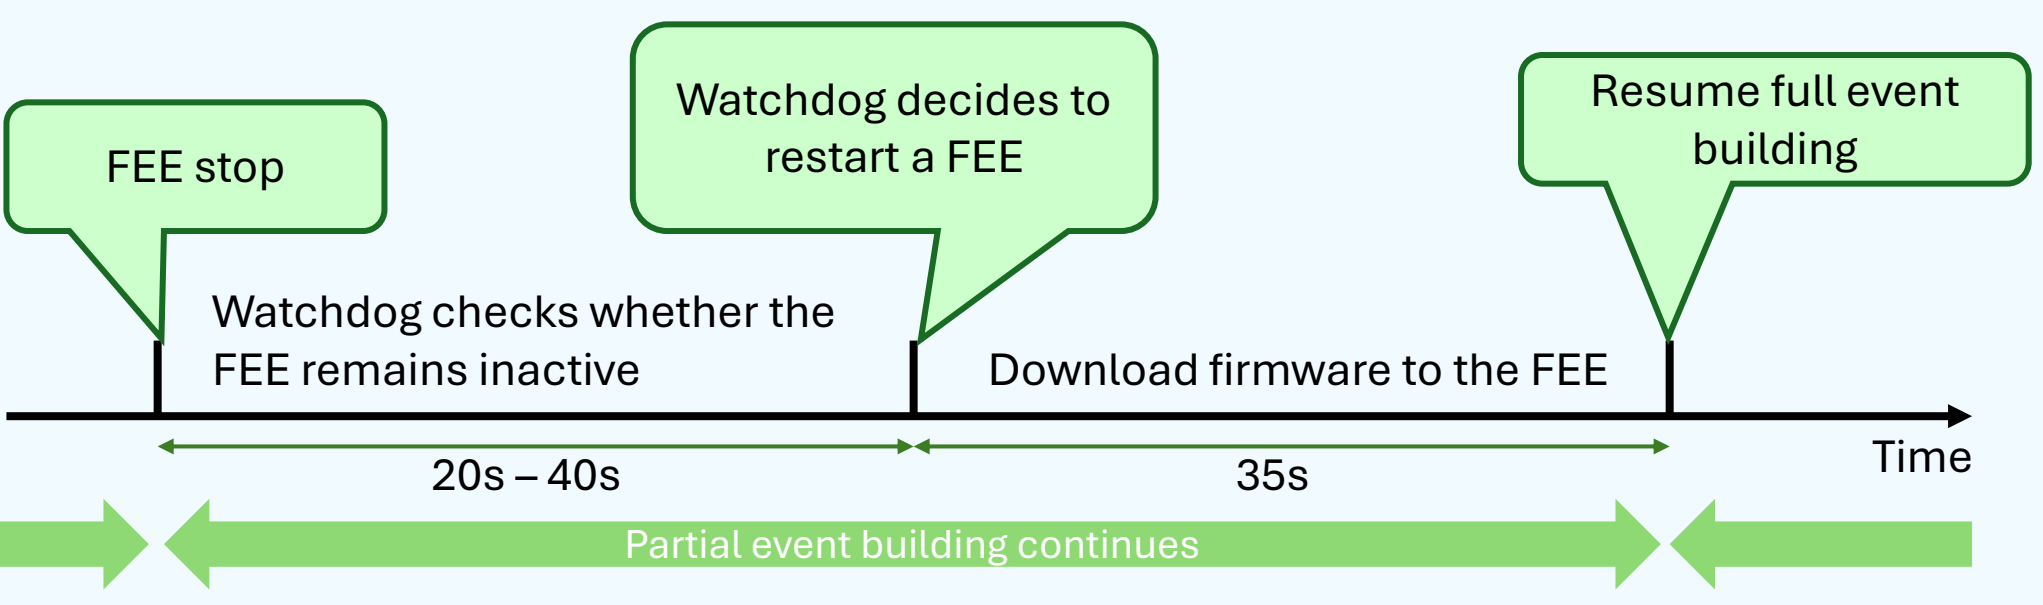 FEE stop
Watchdog decides to
restart a FEE
Resume full event
building
Watchdog checks whether the
FEE remains inactive
Download firmware to the FEE
20s – 40s
35s
Time
Partial event building continues